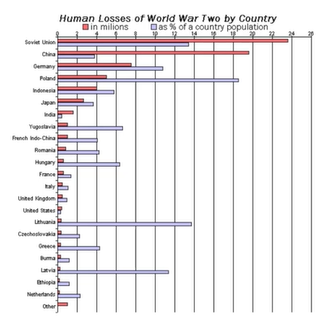 Human Losses of World War Two by Country
in milions as % of a country population
0 2 4 6 8 10 12 14 16 18 20 22 24 26
Soviet Union
China
Germany
Poland
Indonesia
Japan
India
Yugoslavia
French Indo-China
Romania
Hungary
France
Italy
United Kingdom
United States
Lithuania
Czechoslovakia
Greece
Burma
Latvia
Ethiopia
Netherlands
Other